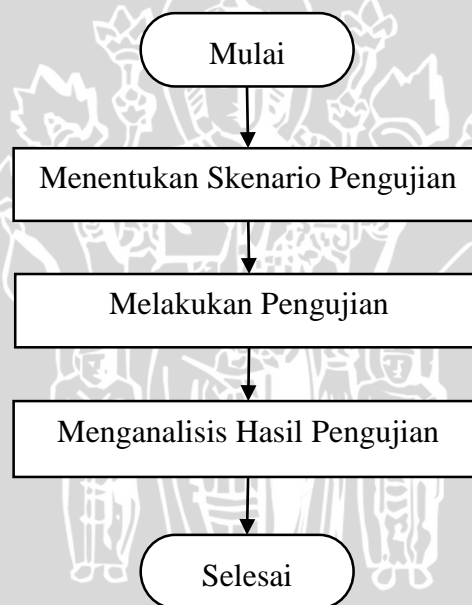 Mulai
Menentukan Skenario Pengujian
Melakukan Pengujian
Menganalisis Hasil Pengujian
Selesai